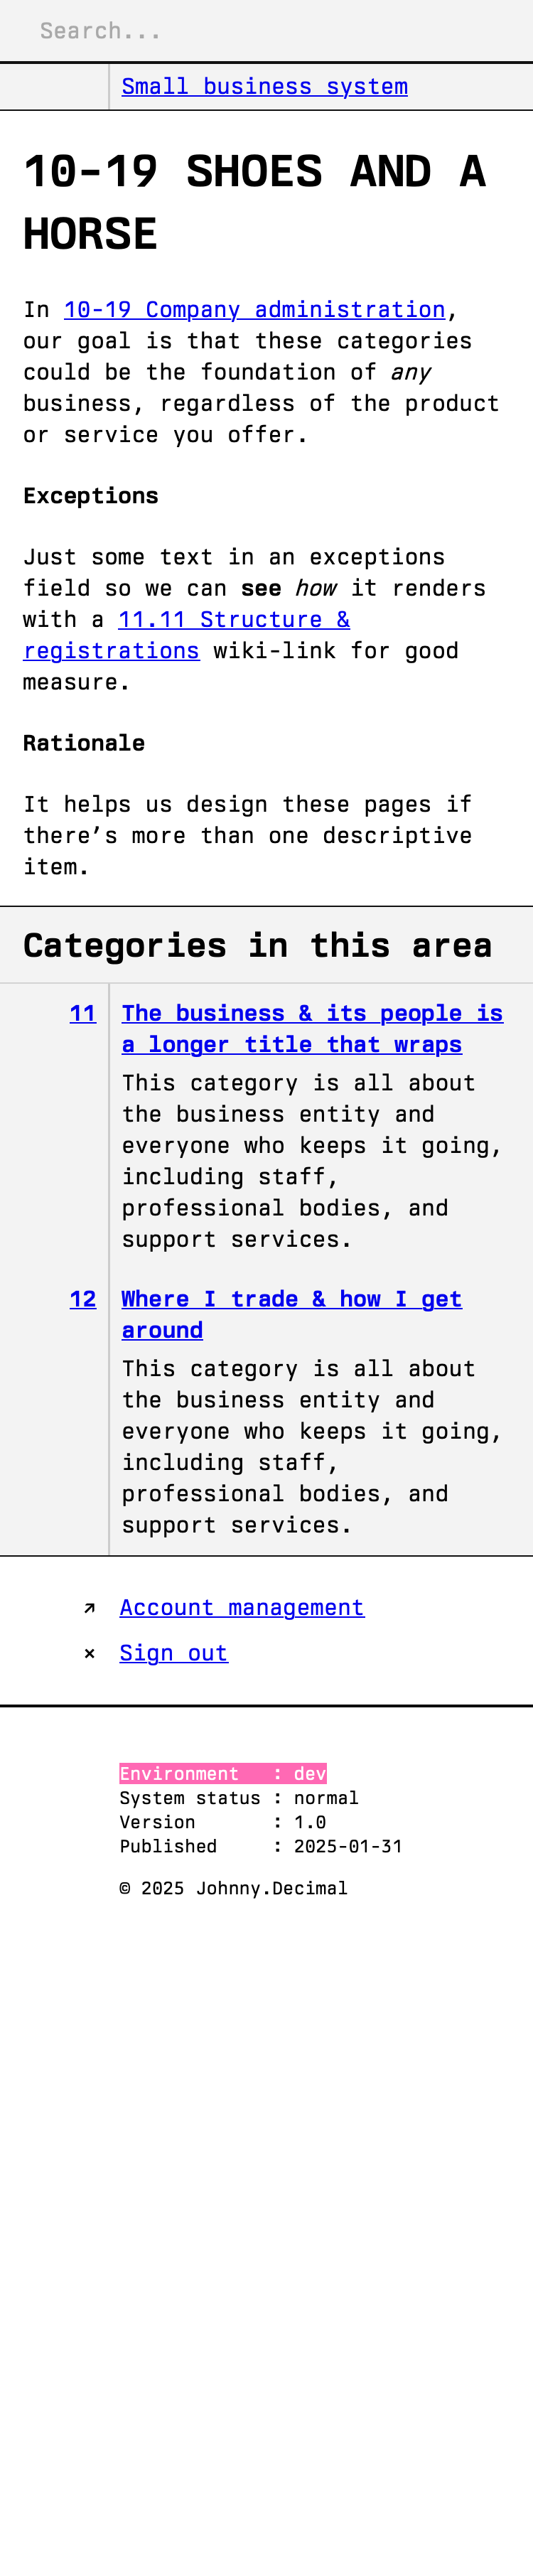 Search...
Small business system
10-19 SHOES AND A
HORSE
In 10-19 Company administration,
our goal is that these categories
could be the foundation of any
business, regardless of the product
or service you offer.
Exceptions
Just some text in an exceptions
field so we can see how it renders
with a 11.11 Structure &
registrations wiki-link for good
measure.
Rationale
It helps us design these pages if
there’s more than one descriptive
item.
Categories in this area
11 The business & its people is
a longer title that wraps
This category is all about
the business entity and
everyone who keeps it going,
including staff,
professional bodies, and
support services.
12 Where I trade & how I get
around
This category is all about
the business entity and
everyone who keeps it going,
including staff,
professional bodies, and
support services.
↗ Account management
× Sign out
Environment : dev
System status : normal
Version : 1.0
Published : 2025-01-31
© 2025 Johnny.Decimal